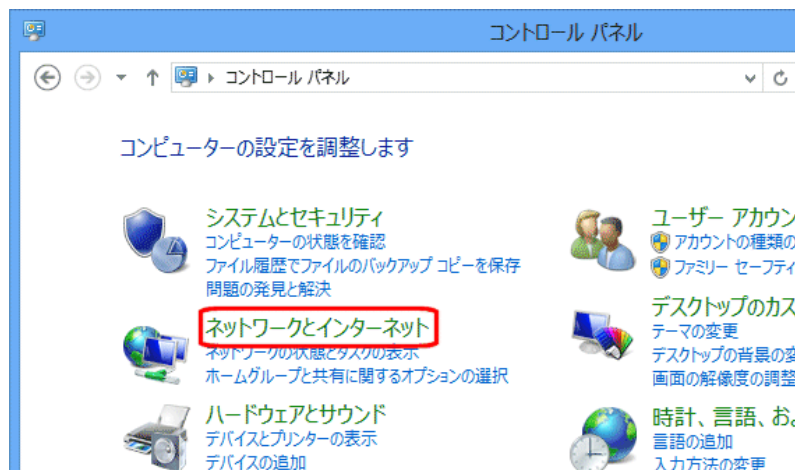 コントロール パネル
コントロール パネル
コンピューターの設定を調整します
システムとセキュリティ
コンピューターの状態を確認
ファイル履歴でファイルのバックアップ コピーを保存
問題の発見と解決
ネットワークとインターネット
ネットワークの状態とタスクの表示
ホームグループと共有に関するオプションの選択
ハードウェアとサウンド
デバイスとプリンターの表示
デバイスの追加
ユーザー アカウン
アカウントの種類の
ファミリー セーフティ
デスクトップのカス
テーマの変更
デスクトップの背景の変
画面の解像度の調整
時計、言語、およ
言語の追加
入力方法の変更